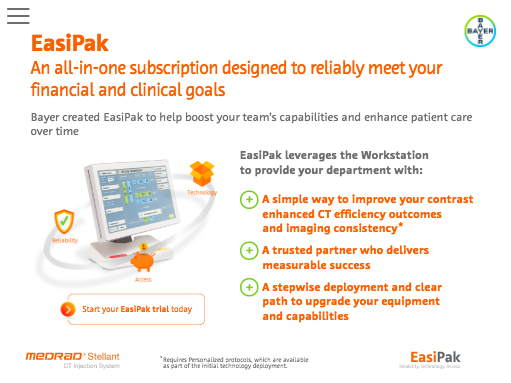 BAYER
BAYER
EasiPak
An all-in-one subscription designed to reliably meet your
financial and clinical goals
Bayer created EasiPak to help boost your team's capabilities and enhance patient care
over time
Technology
Reliability
Access
EasiPak leverages the Workstation
to provide your department with:
A simple way to improve your contrast
enhanced CT efficiency outcomes
and imaging consistency*
A trusted partner who delivers
measurable success
A stepwise deployment and clear
path to upgrade your equipment
and capabilities
Start your EasiPak trial today
MEDRAD® Stellant
CT Injection System
*Requires Personalized protocols, which are available
as part of the initial technology deployment.
EasiPak
Reliability. Technology. Access.